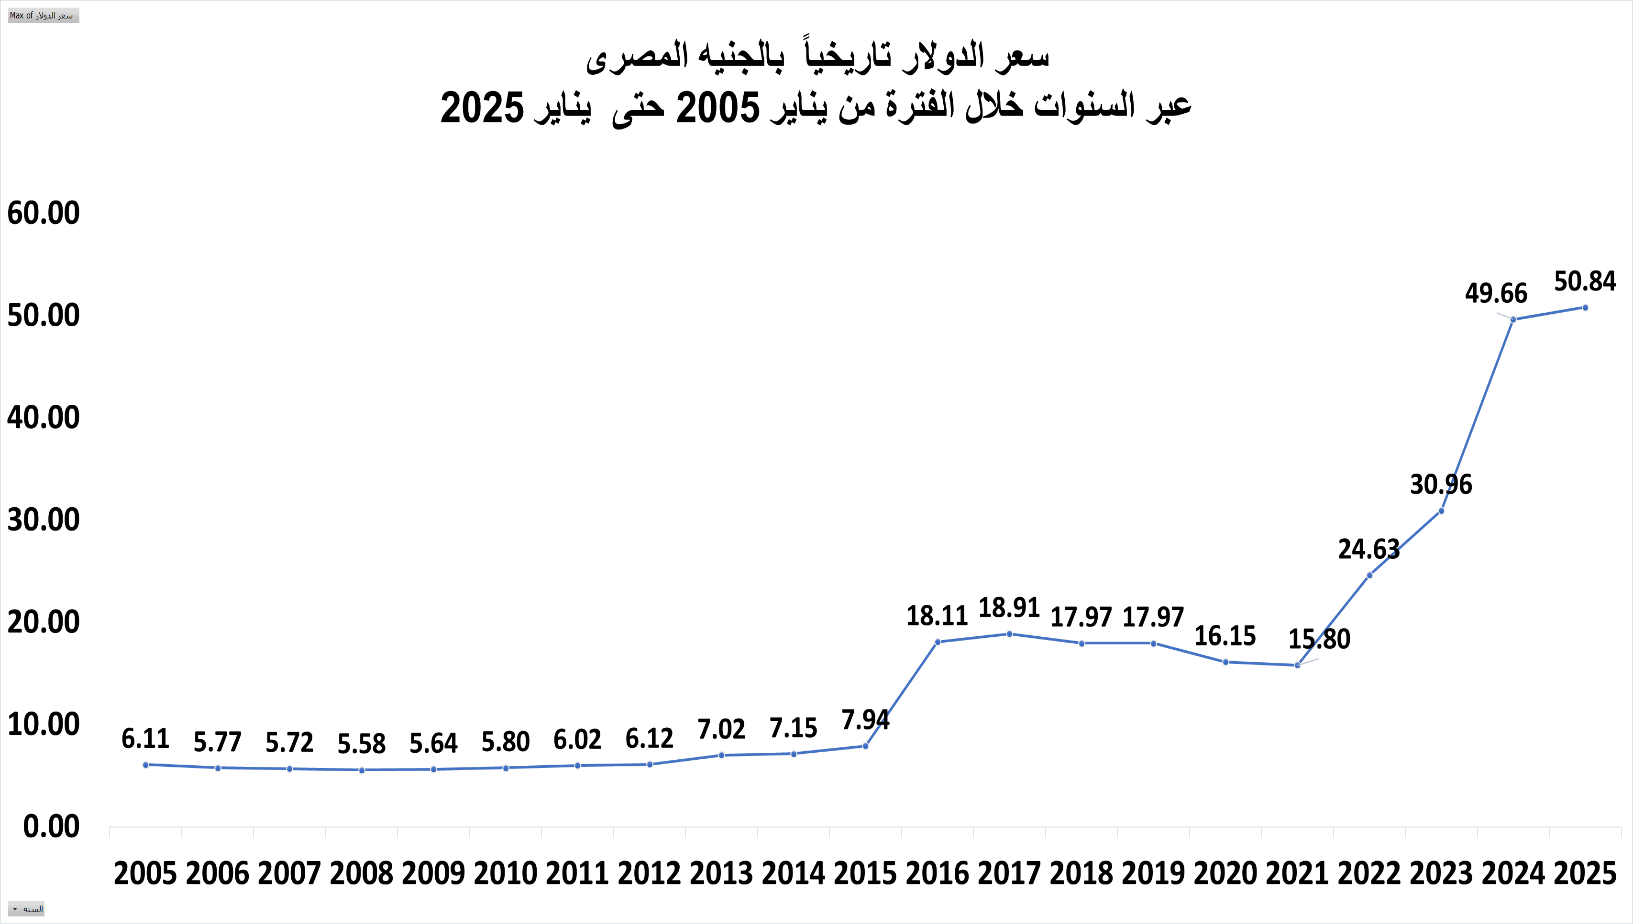 Max of سعر الدولار
سعر الدولار تاريخياً بالجنيه المصرى
عبر السنوات خلال الفترة من يناير 2005 حتى يناير 2025
60.00
50.00
40.00
30.00
20.00
10.00
0.00
6.11 5.77 5.72 5.58 5.64 5.80 6.02 6.12 7.02 7.15 7.94 18.11 18.91 17.97 17.97 16.15 15.80 24.63 30.96 49.66 50.84
2005 2006 2007 2008 2009 2010 2011 2012 2013 2014 2015 2016 2017 2018 2019 2020 2021 2022 2023 2024 2025
السنه